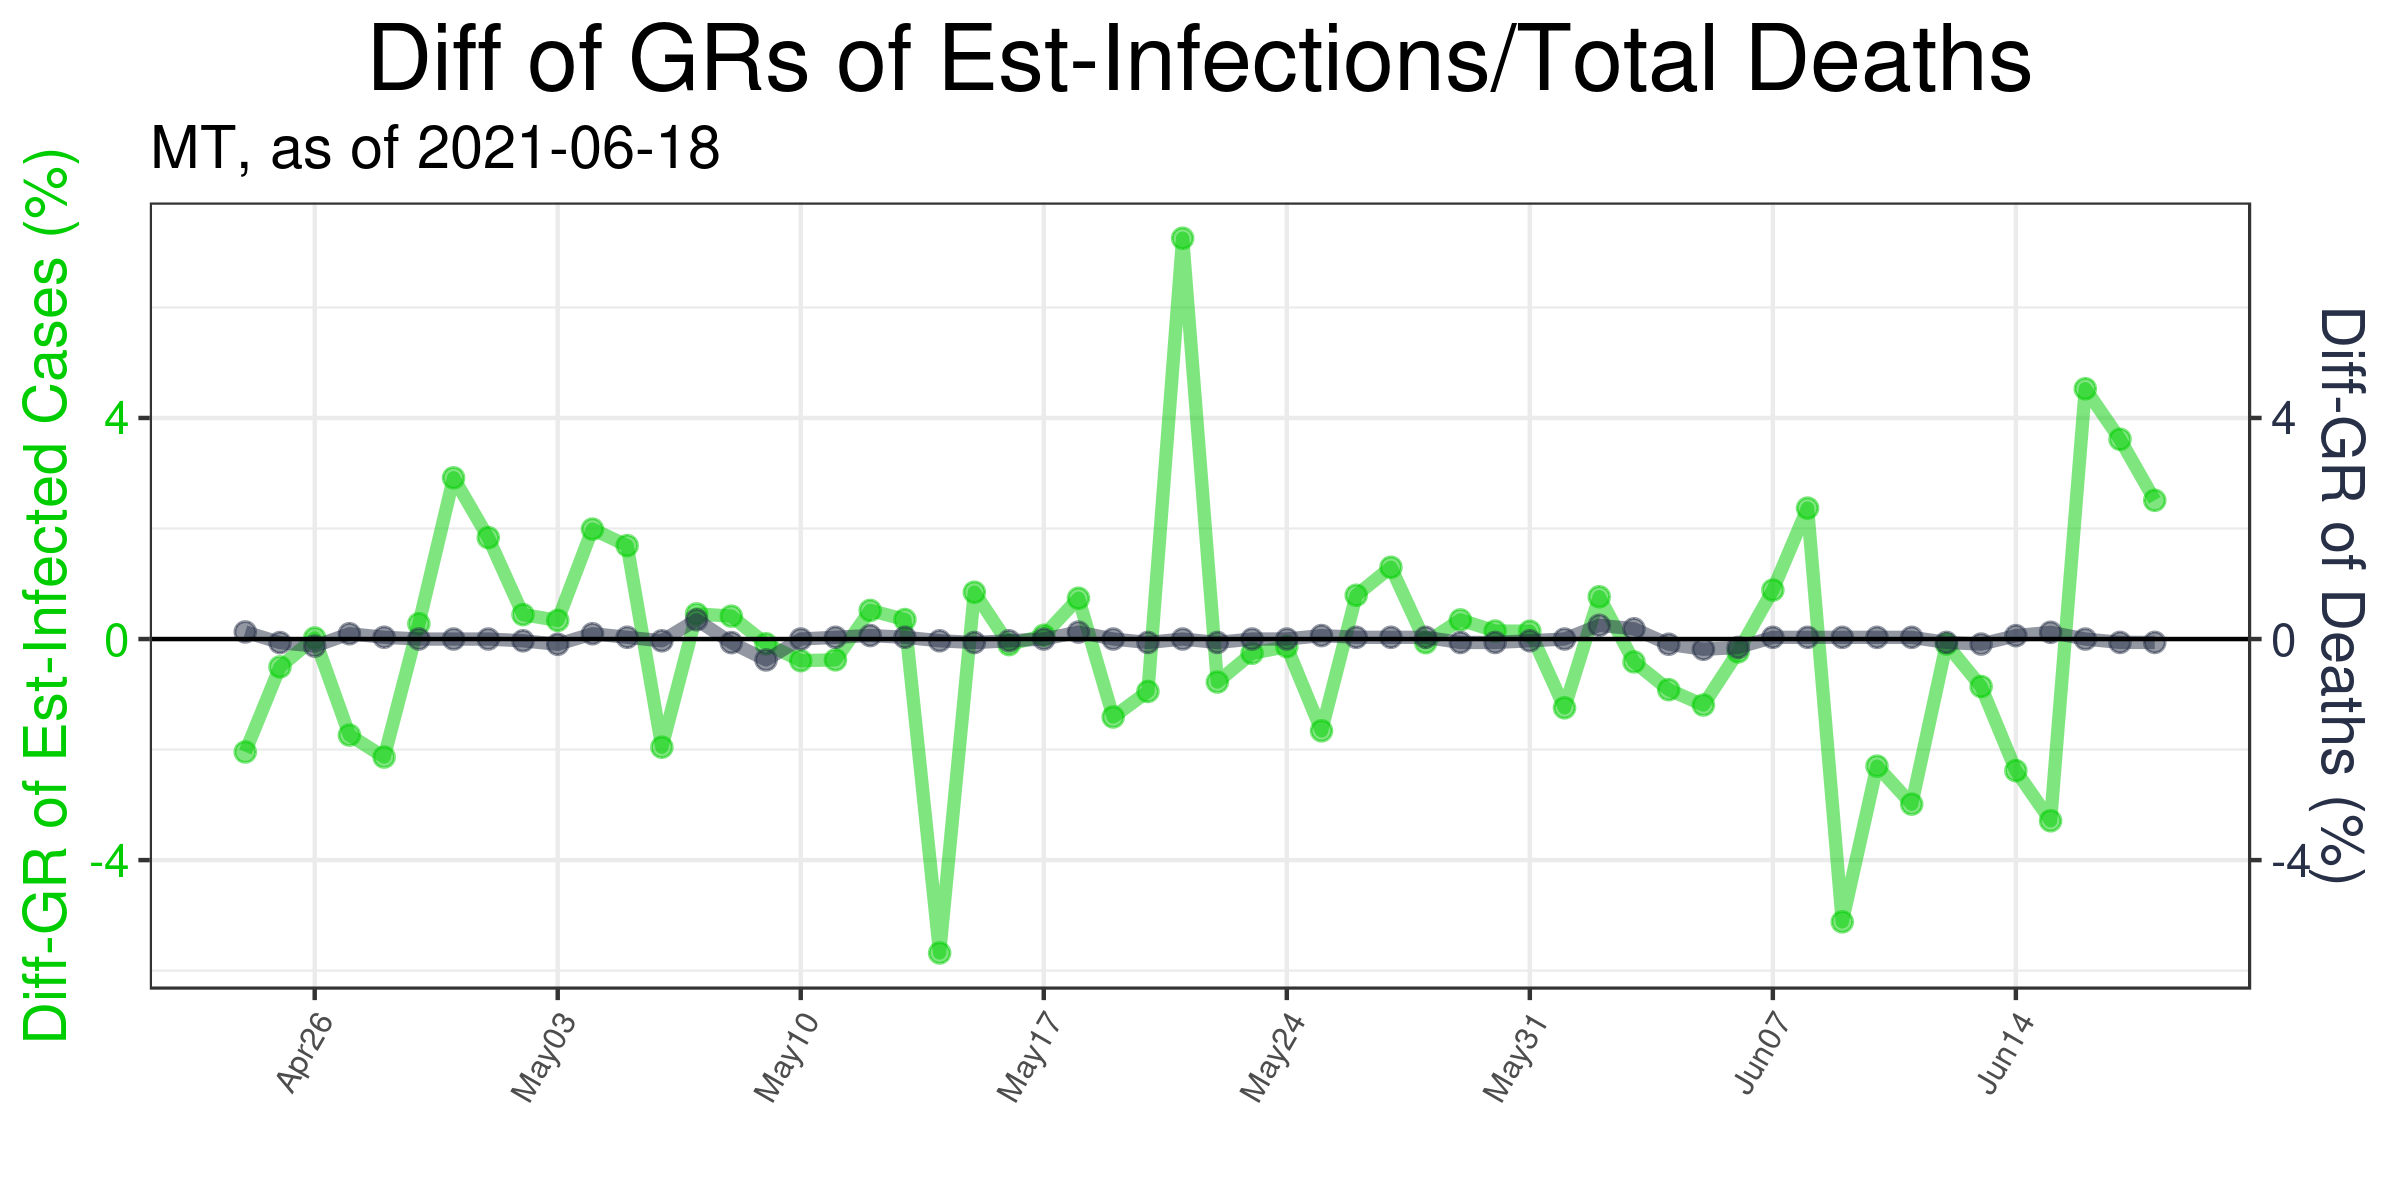 Diff of GRs of Est-Infections/Total Deaths
MT, as of 2021-06-18
Diff-GR of Est-Infected Cases (%)
4
0
-4
4
0
-4
Diff-GR of Deaths (%)
Apr26
May03
May10
May17
May24
May31
Jun07
Jun14